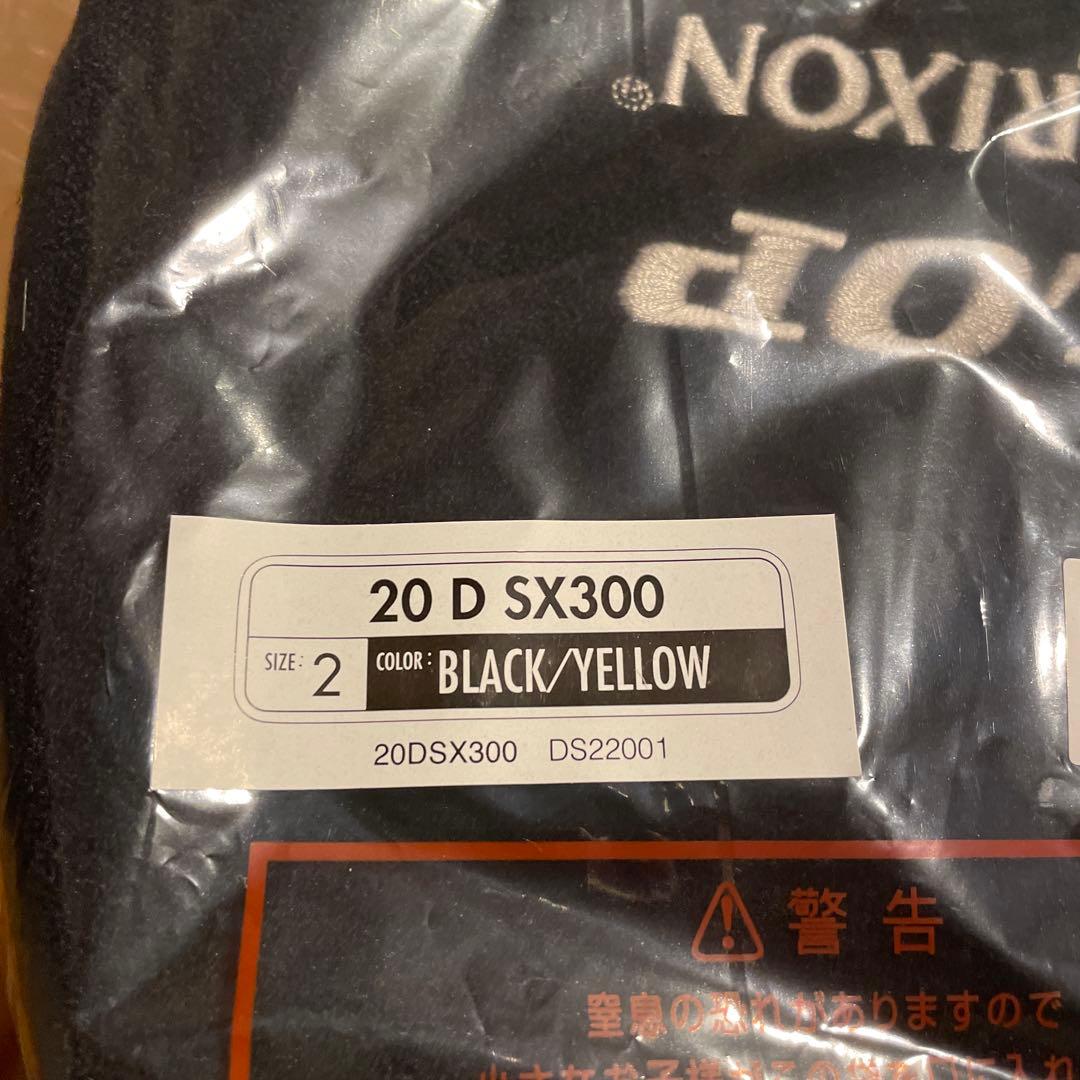 RIXON®
20 D SX300
SIZE: 2 COLOR: BLACK/YELLOW
20DSX300 DS22001
警告
窒息の恐れがありますので